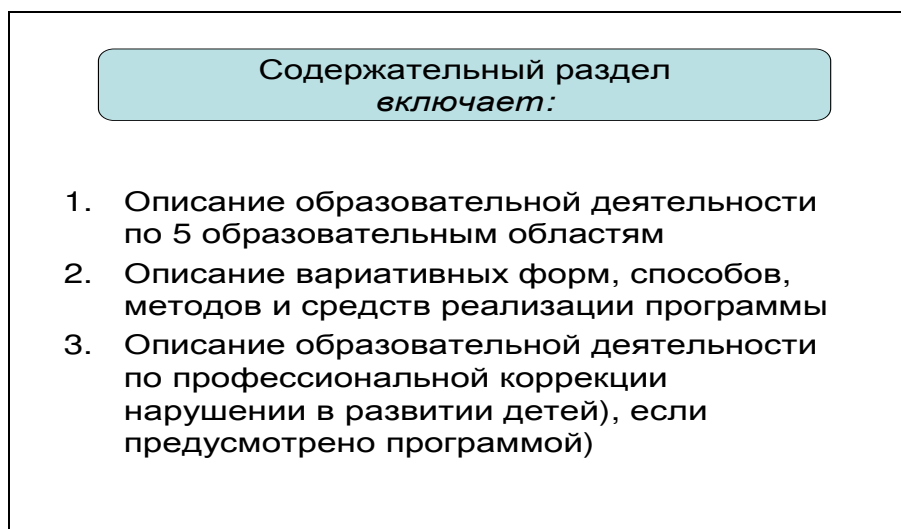 Содержательный раздел
включает:
1. Описание образовательной деятельности
по 5 образовательным областям
2. Описание вариативных форм, способов,
методов и средств реализации программы
3. Описание образовательной деятельности
по профессиональной коррекции
нарушении в развитии детей), если
предусмотрено программой)